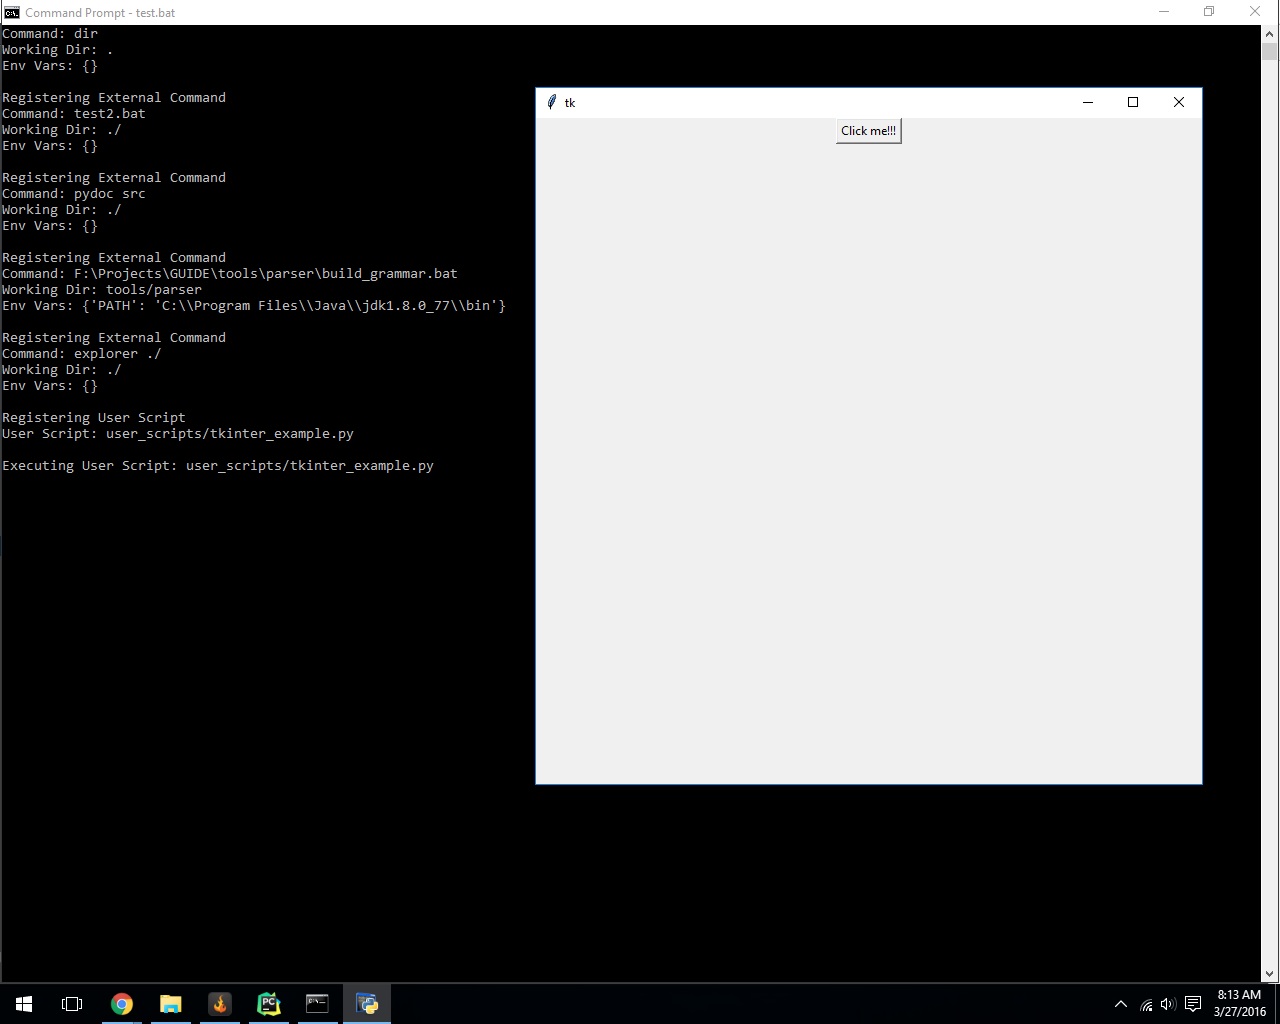 Command Prompt - test.bat
Command: dir
Working Dir: .
Env Vars: {}
Registering External Command
Command: test2.bat
Working Dir: ./
Env Vars: {}
Registering External Command
Command: pydoc src
Working Dir: ./
Env Vars: {}
Registering External Command
Command: F:\Projects\GUIDE\tools\parser\build_grammar.bat
Working Dir: tools/parser
Env Vars: {'PATH': 'C:\\Program Files\\Java\\jdk1.8.0_77\\bin'}
Registering External Command
Command: explorer ./
Working Dir: ./
Env Vars: {}
Registering User Script
User Script: user_scripts/tkinter_example.py
Executing User Script: user_scripts/tkinter_example.py
tk
Click me!!!
PC
8:13 AM
3/27/2016